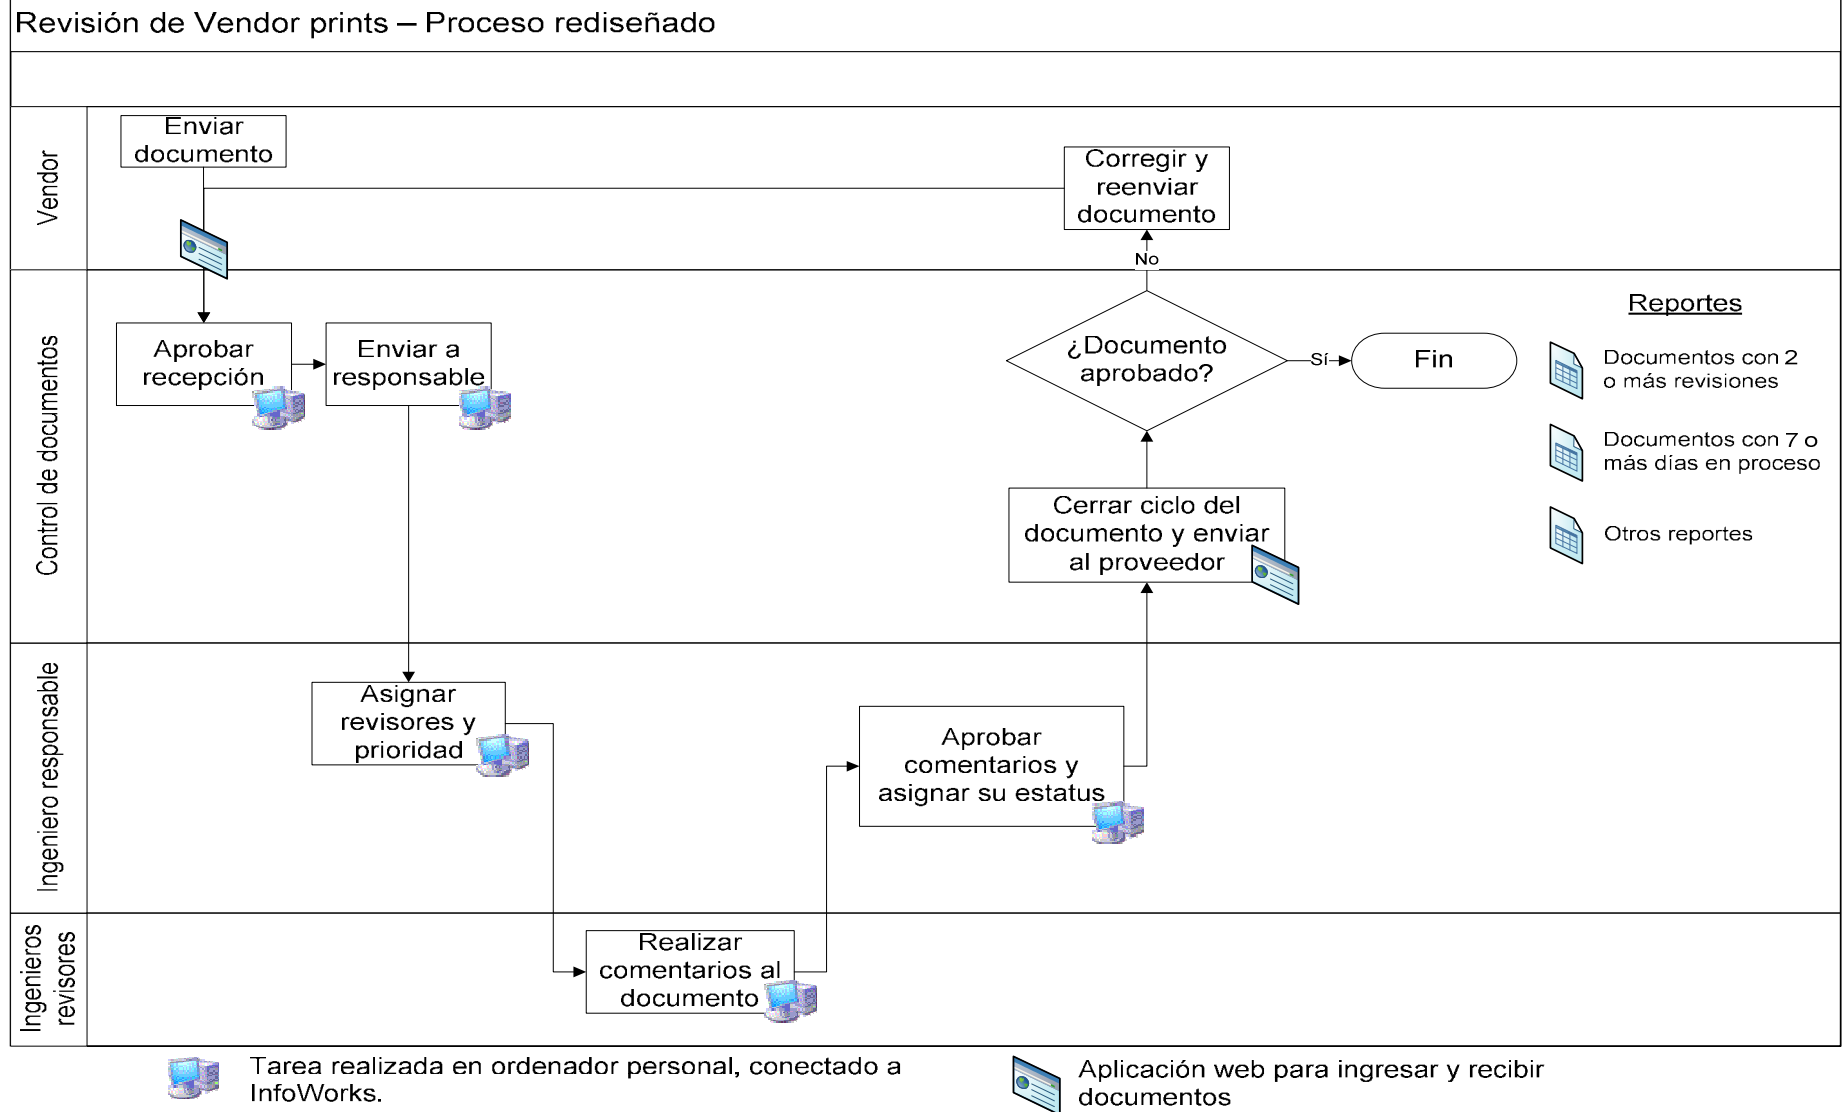 Revisión de Vendor prints – Proceso rediseñado
Vendor
Enviar
documento
Corregir y
reenviar
documento
No
Control de documentos
Aprobar
recepción
Enviar a
responsable
¿Documento
aprobado?
Sí
Fin
Cerrar ciclo del
documento y enviar
al proveedor
Reportes
Documentos con 2
o más revisiones
Documentos con 7 o
más días en proceso
Otros reportes
Ingeniero responsable
Asignar
revisores y
prioridad
Aprobar
comentarios y
asignar su estatus
Ingenieros
revisores
Realizar
comentarios al
documento
Tarea realizada en ordenador personal, conectado a
InfoWorks.
Aplicación web para ingresar y recibir
documentos